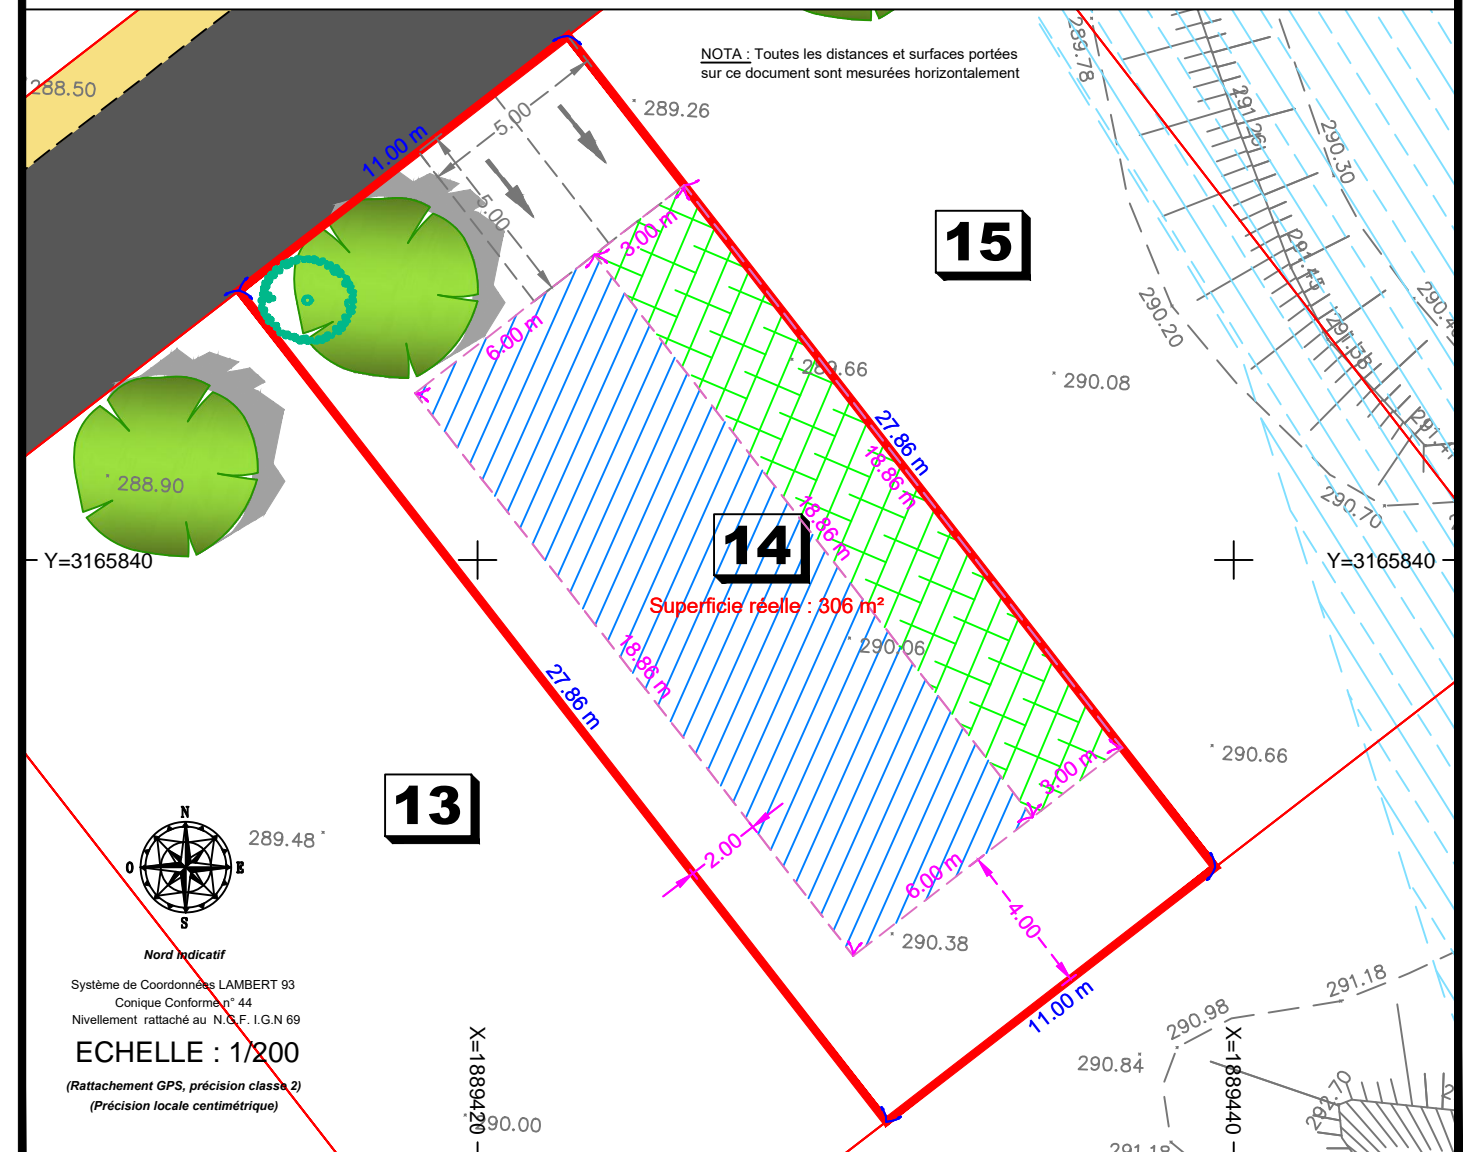 NOTA : Toutes les distances et surfaces portées
sur ce document sont mesurées horizontalement
288.50
289.26
289.78
291.26
290.30
11.00 m
5.00
5.00
3.00 m
6.00 m
15
291.45
290.20
291.38
289.66
290.08
27.86 m
18.86 m
288.90
290.70
18.86 m
14
Superficie réelle : 306 m²
Y=3165840
Y=3165840
290.06
18.86 m
27.86 m
3.00 m
290.66
13
289.48
2.00
6.00 m
4.00
290.38
11.00 m
N
O
E
S
Nord indicatif
Système de Coordonnées LAMBERT 93
Conique Conforme n° 44
Nivellement rattaché au N.G.F. I.G.N 69
ECHELLE : 1/200
(Rattachement GPS, précision classe 2)
(Précision locale centimétrique)
X=1889420
290.00
X=1889440
291.18
290.98
290.84
292.70
291.18